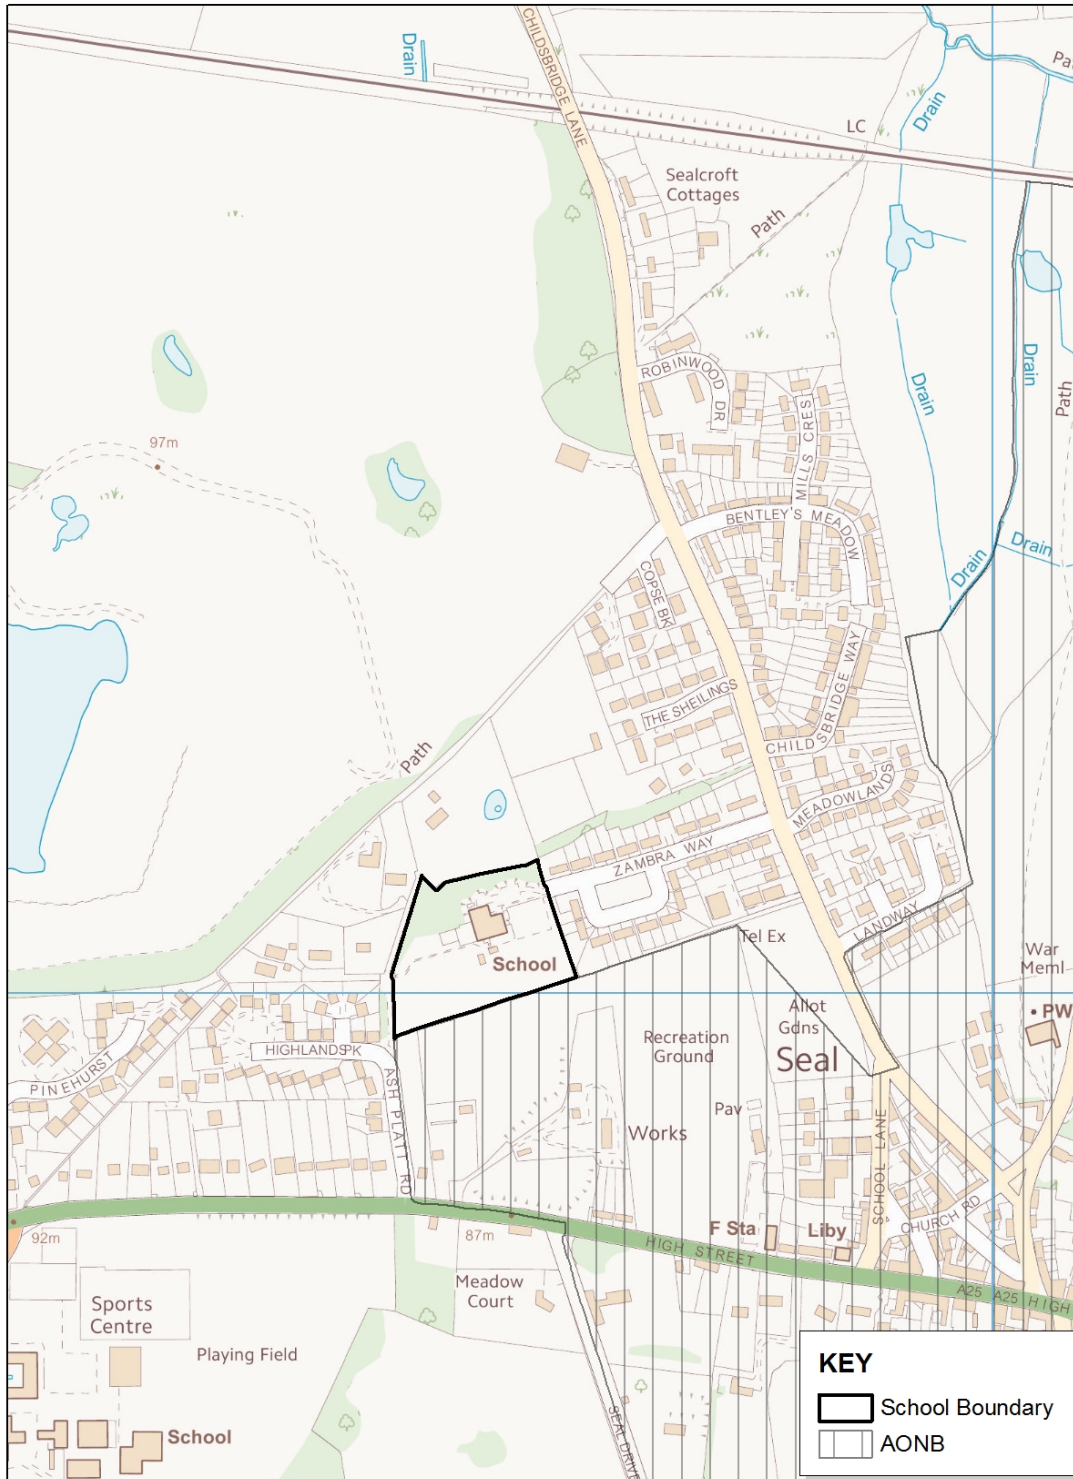 CHILDSBRIDGE LANE
Drain
Path
Drain
LC
Sealcroft
Cottages
Path
ROBINWOOD DR
Drain
Drain
Path
97m
MILLS CRES
BENTLEY'S MEADOW
Drain
Drain
COPSE BK
CHILDSBRIDGE WAY
THE SHEILINGS
Path
MEADOWLANDS
ZAMBRA WAY
LANDWAY
Tel Ex
School
War
Meml
PW
Allot
Gdns
Recreation
Ground
Seal
HIGHLANDS PK
PINEHURST
ASH PLATT RD
Pav
Works
SCHOOL LANE
CHURCH RD
F Sta
Liby
92m
87m
HIGH STREET
A25
A25
HIGH
Meadow
Court
Sports
Centre
Playing Field
School
SEAL DRIVE
KEY
School Boundary
AONB